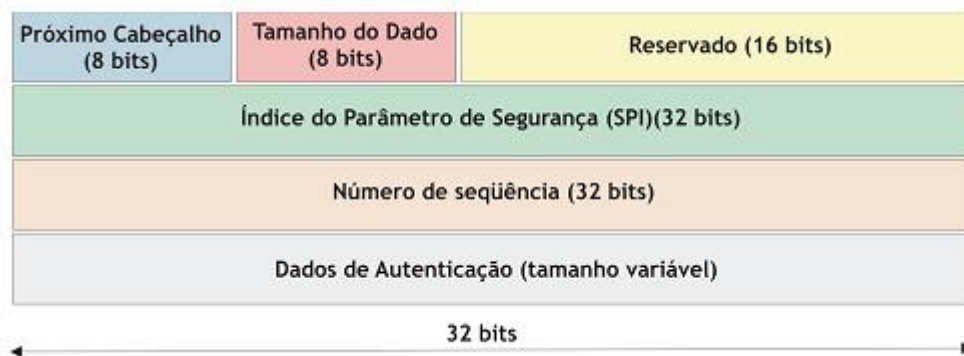 Próximo Cabeçalho
(8 bits)
Tamanho do Dado
(8 bits)
Reservado (16 bits)
Índice do Parâmetro de Segurança (SPI)(32 bits)
Número de seqüência (32 bits)
Dados de Autenticação (tamanho variável)
32 bits